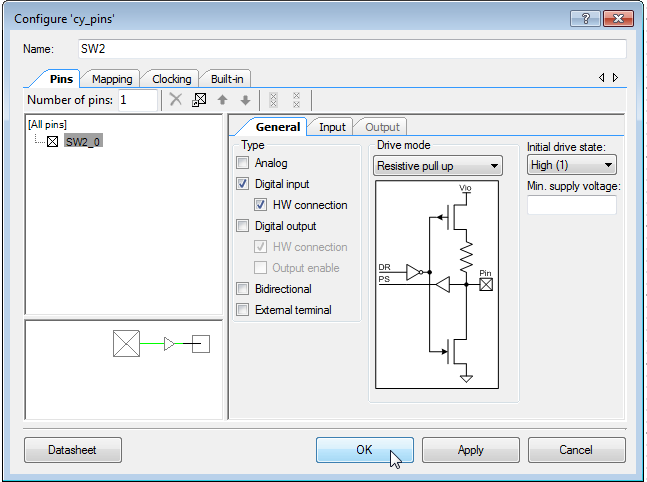 Configure 'cy_pins'
Name: SW2
Pins Mapping Clocking Built-in
Number of pins: 1
[All pins]
SW2_0
General Input Output
Type
Analog
Digital input
HW connection
Digital output
HW connection
Output enable
Bidirectional
External terminal
Drive mode
Resistive pull up
Vio
DR
PS
Pin
Initial drive state:
High (1)
Min. supply voltage:
Datasheet OK Apply Cancel